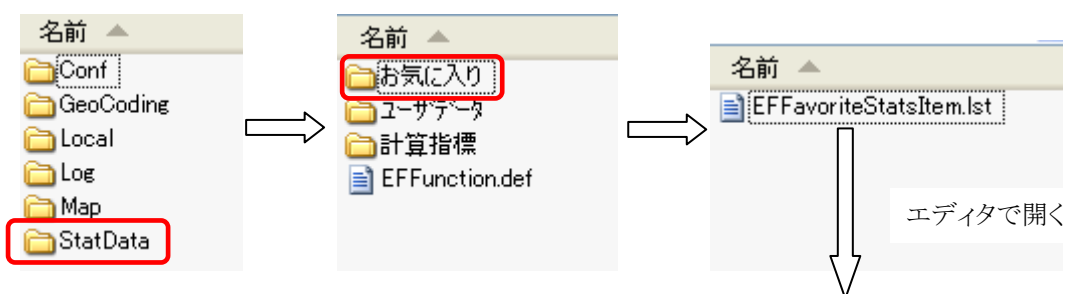 名前
Conf
GeoCoding
Local
Log
Map
StatData
名前
お気に入り
ユーザデータ
計算指標
EFFunction.def
名前
EFFavoriteStatsItem.lst
エディタで開く